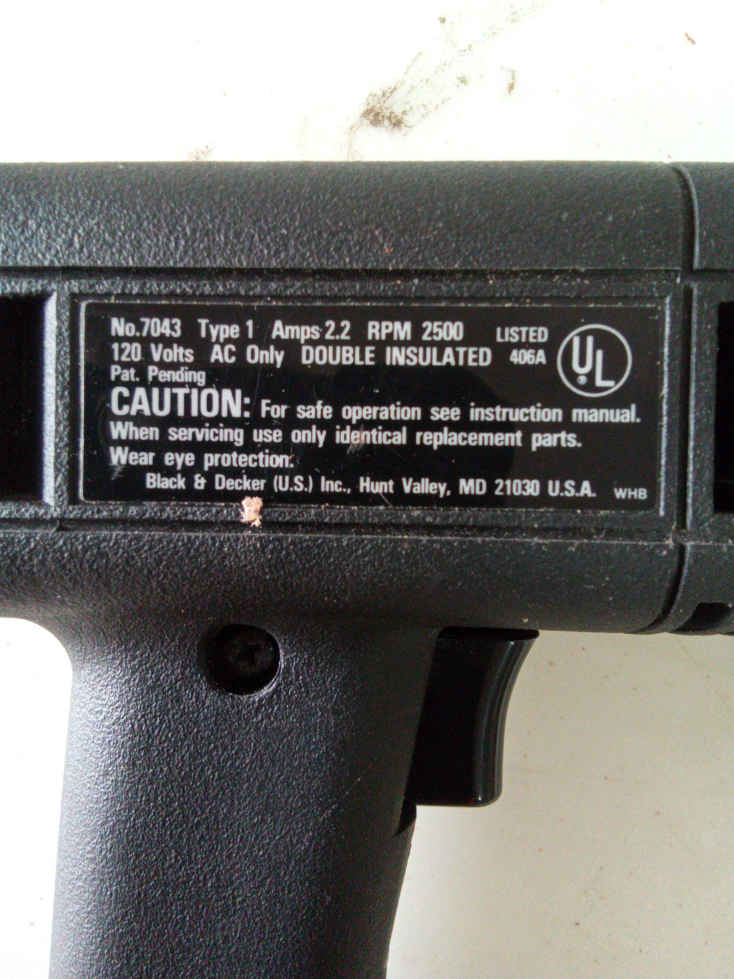 No.7043 Type 1 Amps 2.2 RPM 2500 LISTED
120 Volts AC Only DOUBLE INSULATED 406A
UL ®
Pat. Pending
CAUTION: For safe operation see instruction manual.
When servicing use only identical replacement parts.
Wear eye protection.
Black & Decker (U.S.) Inc., Hunt Valley, MD 21030 U.S.A. WHB